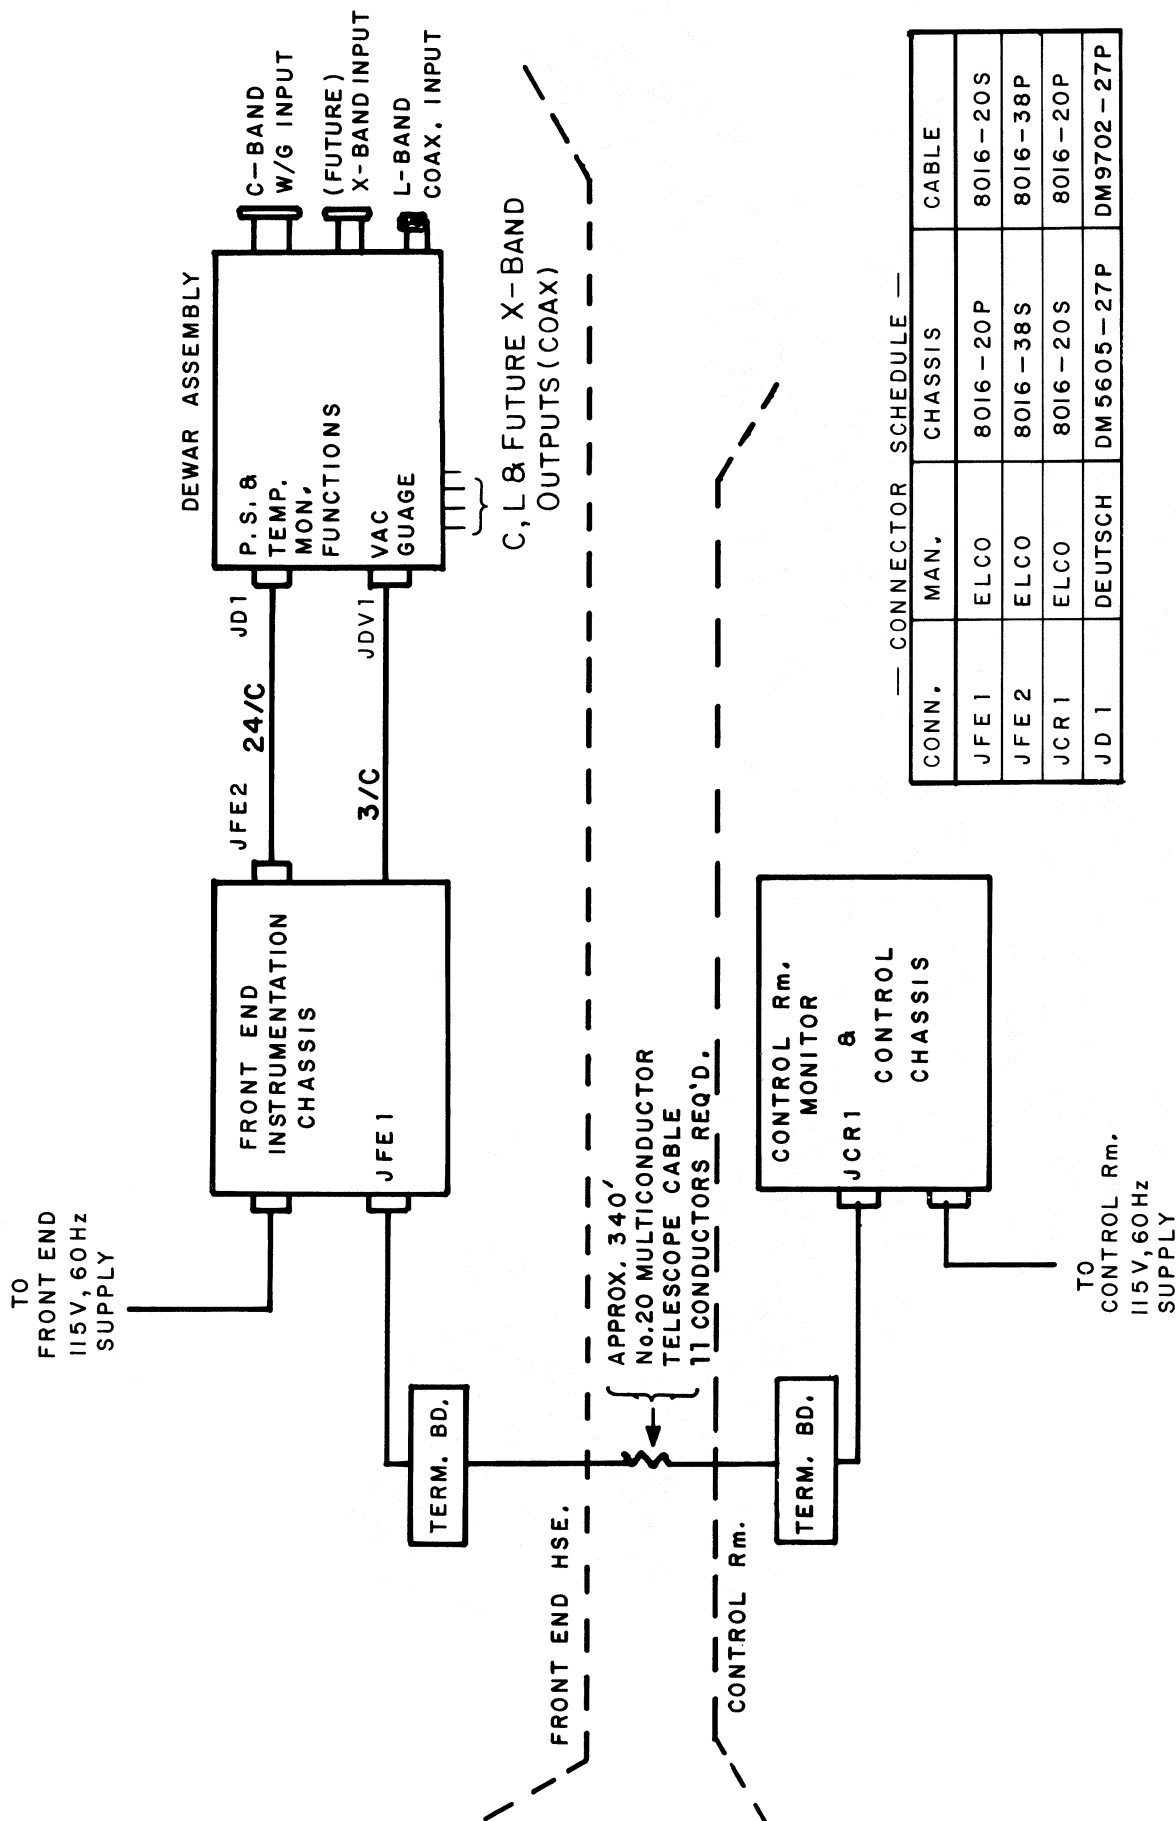 TO
FRONT END
115V, 60Hz
SUPPLY
FRONT END
INSTRUMENTATION
CHASSIS
JFE1
JFE2
24/C
3/C
JD1
JDV1
DEWAR ASSEMBLY
P.S. &
TEMP.
MON.
FUNCTIONS
VAC
GUAGE
C-BAND
W/G INPUT
(FUTURE)
X-BAND INPUT
L-BAND
COAX. INPUT
C, L & FUTURE X-BAND
OUTPUTS (COAX)
TERM. BD.
FRONT END HSE.
APPROX. 340'
No.20 MULTICONDUCTOR
TELESCOPE CABLE
11 CONDUCTORS REQ'D.
CONTROL Rm.
TERM. BD.
CONTROL Rm.
MONITOR
&
CONTROL
CHASSIS
JCR1
TO
CONTROL Rm.
115V, 60Hz
SUPPLY
— CONNECTOR SCHEDULE —
CONN. MAN. CHASSIS CABLE
JFE1 ELCO 8016-20P 8016-20S
JFE2 ELCO 8016-38S 8016-38P
JCR1 ELCO 8016-20S 8016-20P
JD1 DEUTSCH DM5605-27P DM9702-27P